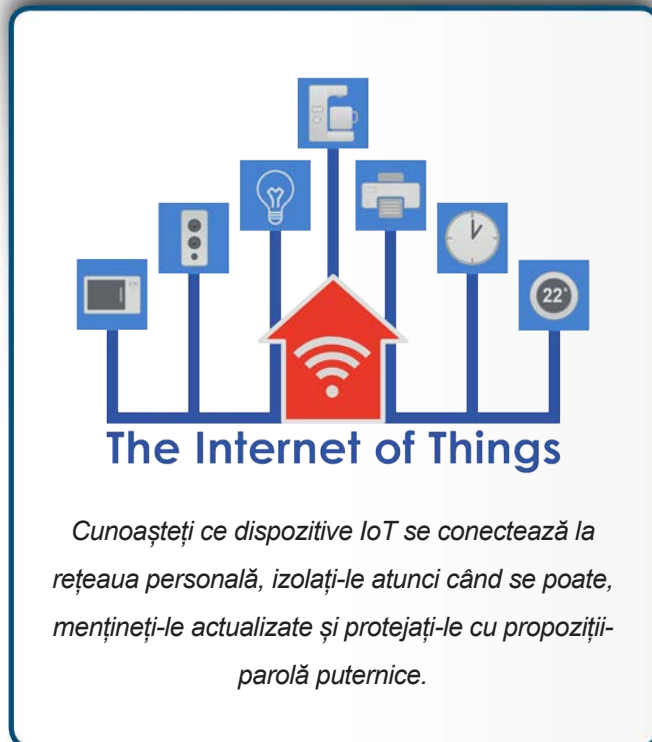 22°
The Internet of Things
Cunoașteți ce dispozitive IoT se conectează la
rețeaua personală, izolați-le atunci când se poate,
mențineți-le actualizate și protejați-le cu propoziții-
parolă puternice.